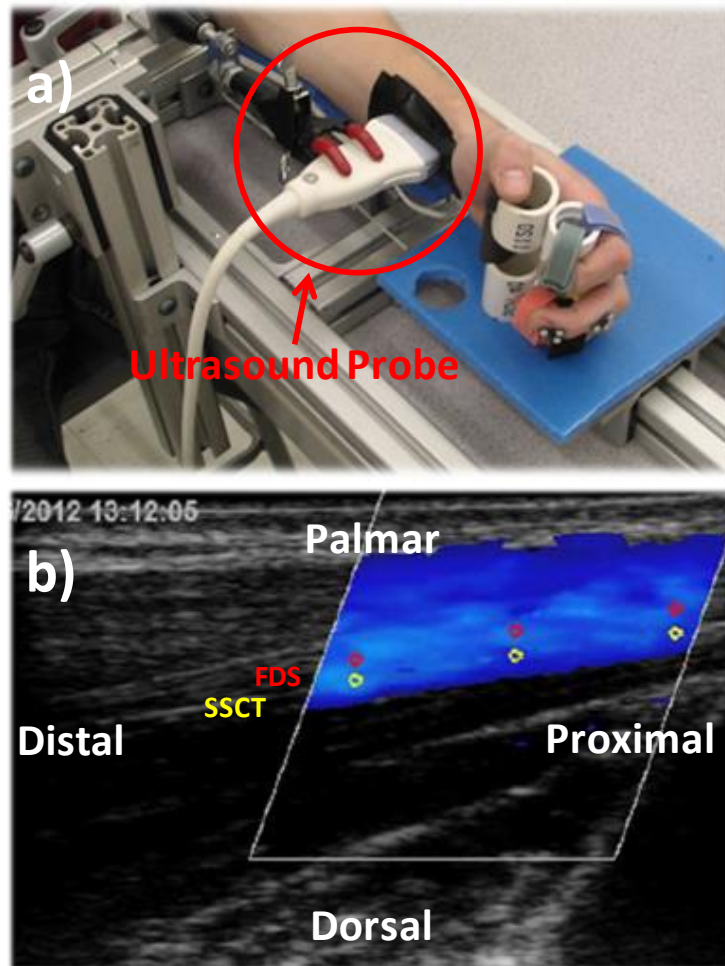 a)
Ultrasound Probe
/2012 13:12:05
Palmar
b)
FDS
SSCT
Distal
Proximal
Dorsal